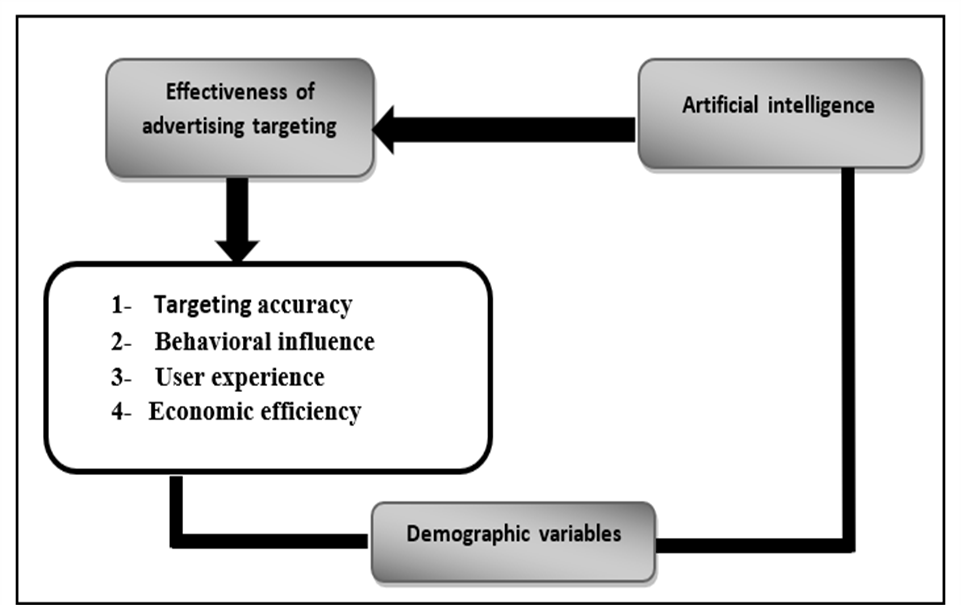 Effectiveness of
advertising targeting
Artificial intelligence
1- Targeting accuracy
2- Behavioral influence
3- User experience
4- Economic efficiency
Demographic variables